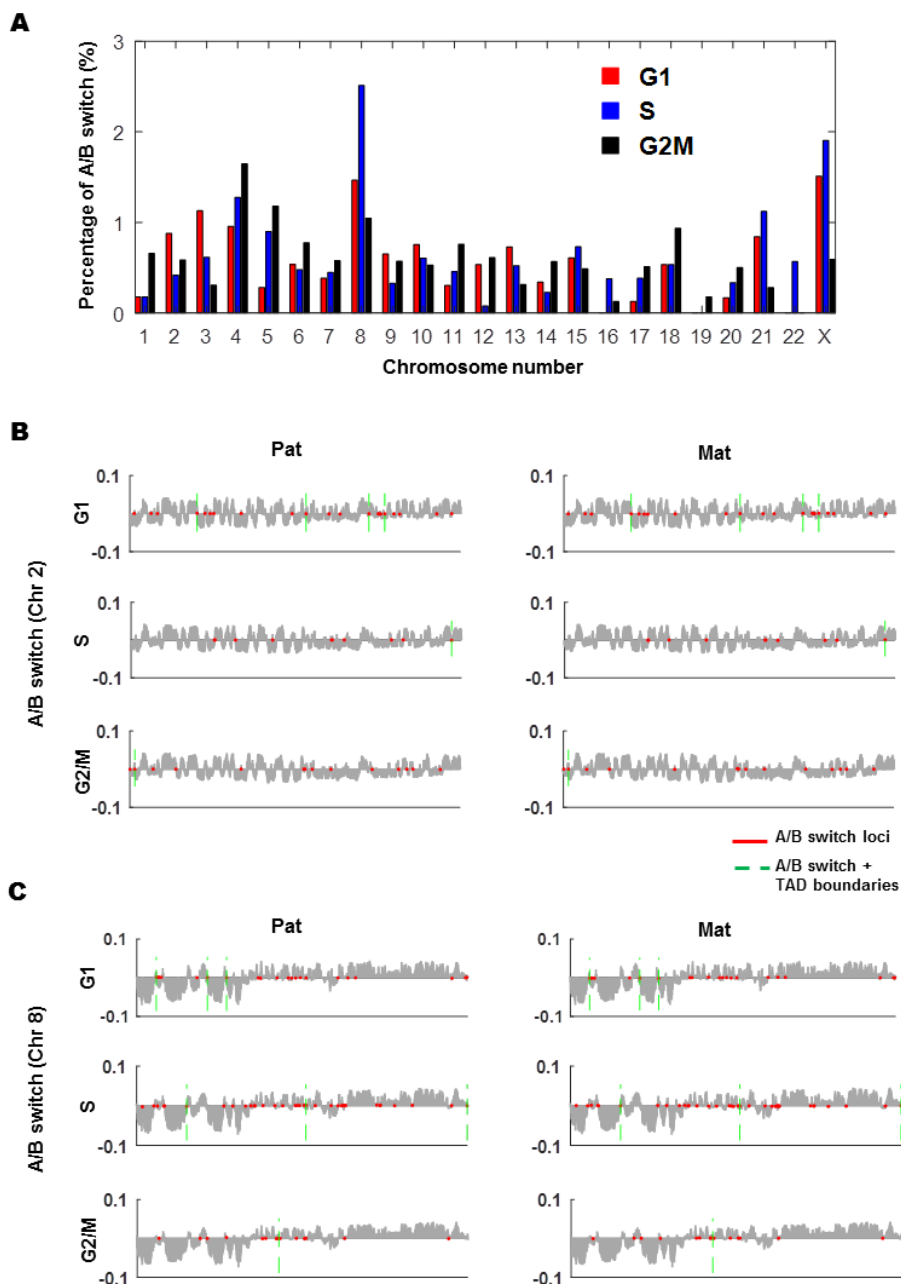 A
Percentage of A/B switch (%)
3
2
1
0
G1
S
G2M
1 2 3 4 5 6 7 8 9 10 11 12 13 14 15 16 17 18 19 20 21 22 X
Chromosome number
B
Pat Mat
A/B switch (Chr 2)
G1
0.1 0.1
-0.1 -0.1
S
0.1 0.1
-0.1 -0.1
G2/M
0.1 0.1
-0.1 -0.1
A/B switch loci
A/B switch +
TAD boundaries
C
Pat Mat
A/B switch (Chr 8)
G1
0.1 0.1
-0.1 -0.1
S
0.1 0.1
-0.1 -0.1
G2/M
0.1 0.1
-0.1 -0.1